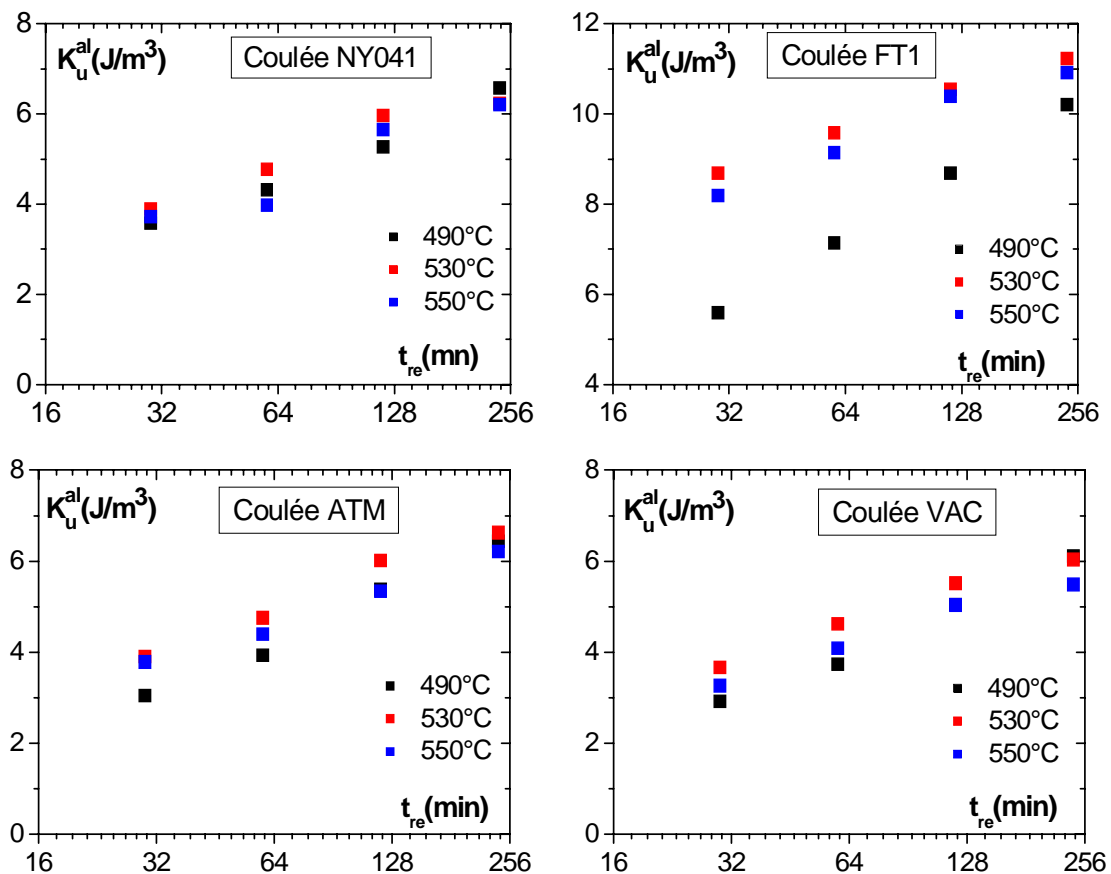 8
6
4
2
0
K_u^al(J/m³)
Coulée NY041
490°C
530°C
550°C
t_re(mn)
16 32 64 128 256
12
10
8
6
4
K_u^al(J/m³)
Coulée FT1
490°C
530°C
550°C
t_re(min)
16 32 64 128 256
8
6
4
2
0
K_u^al(J/m³)
Coulée ATM
490°C
530°C
550°C
t_re(min)
16 32 64 128 256
8
6
4
2
0
K_u^al(J/m³)
Coulée VAC
490°C
530°C
550°C
t_re(min)
16 32 64 128 256